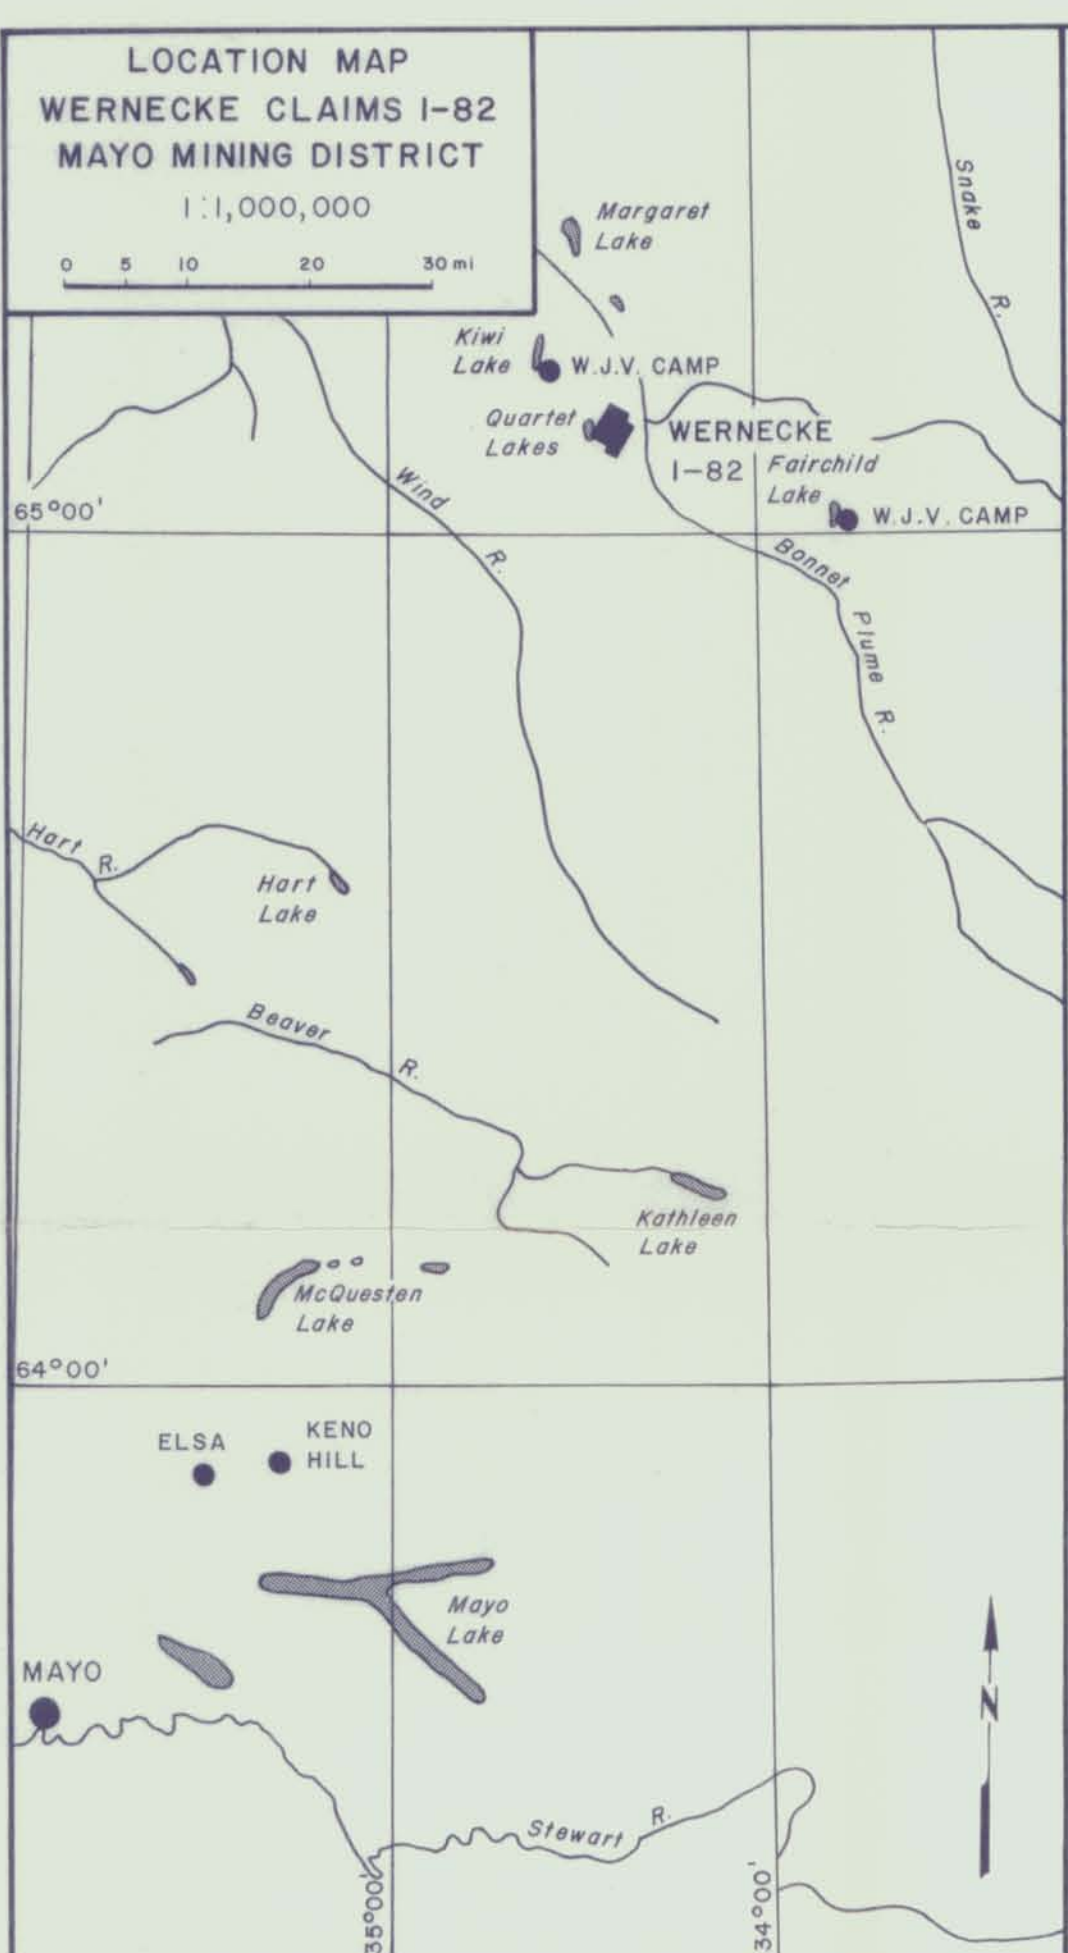 LOCATION MAP
WERNECKE CLAIMS 1-82
MAYO MINING DISTRICT
1:1,000,000
0 5 10 20 30 mi
Snake R.
Margaret
Lake
Kiwi
Lake
W.J.V. CAMP
Quartet
Lakes
WERNECKE
1-82
Fairchild
Lake
W.J.V. CAMP
Wind R.
65°00'
Bonnet Plume R.
Hart R.
Hart
Lake
Beaver R.
Kathleen
Lake
McQuesten
Lake
64°00'
ELSA
KENO
HILL
Mayo
Lake
MAYO
N
Stewart R.
35°00'
34°00'